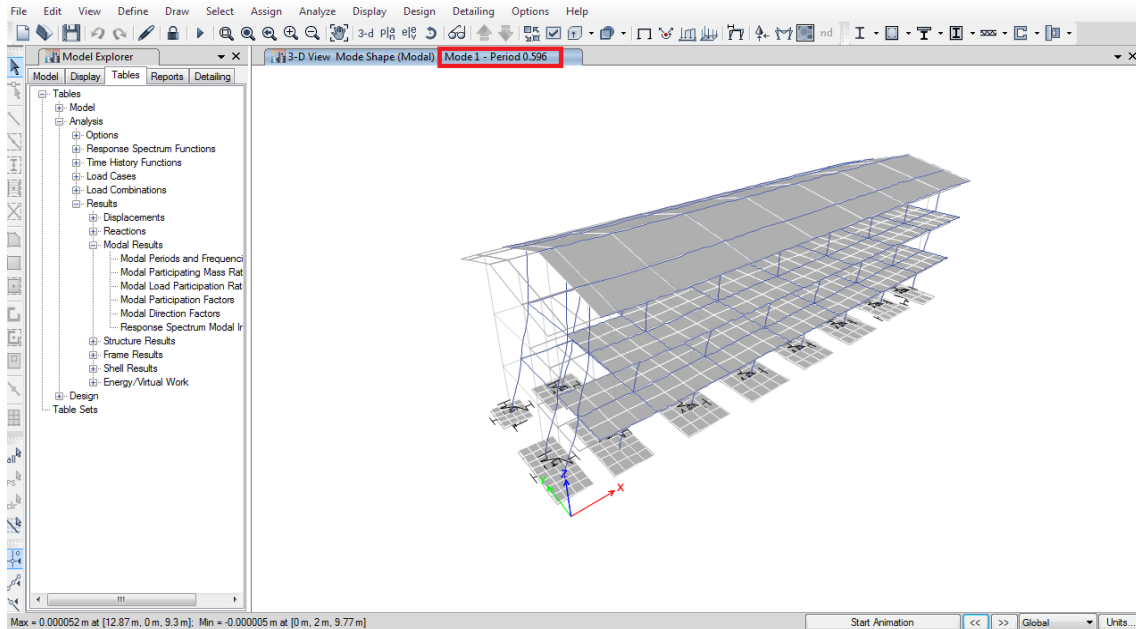 File Edit View Define Draw Select Assign Analyze Display Design Detailing Options Help
3-d
nd
Model Explorer
3-D View Mode Shape (Modal) Mode 1 - Period 0.596
Model Display Tables Reports Detailing
Tables
Model
Analysis
Options
Response Spectrum Functions
Time History Functions
Load Cases
Load Combinations
Results
Displacements
Reactions
Modal Results
Modal Periods and Frequenci
Modal Participating Mass Rat
Modal Load Participation Rat
Modal Participation Factors
Modal Direction Factors
Response Spectrum Modal Ir
Structure Results
Frame Results
Shell Results
Energy/Virtual Work
Design
Table Sets
all
ps
clr
Z
X
Y
Max = 0.000052 m at [12.87 m, 0 m, 9.3 m]; Min = -0.000005 m at [0 m, 2 m, 9.77 m]
Start Animation << >> Global Units...